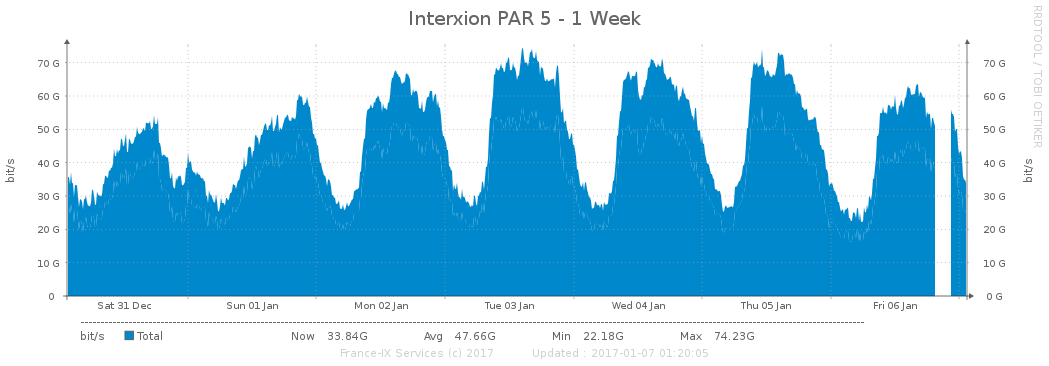 Interxion PAR 5 - 1 Week
RRDTOOL / TOBI OETIKER
bit/s
70 G 70 G
60 G 60 G
50 G 50 G
40 G 40 G
30 G 30 G
20 G 20 G
10 G 10 G
0 0 G
bit/s
Sat 31 Dec Sun 01 Jan Mon 02 Jan Tue 03 Jan Wed 04 Jan Thu 05 Jan Fri 06 Jan
bit/s Total Now 33.84G Avg 47.66G Min 22.18G Max 74.23G
France-IX Services (c) 2017 Updated : 2017-01-07 01:20:05